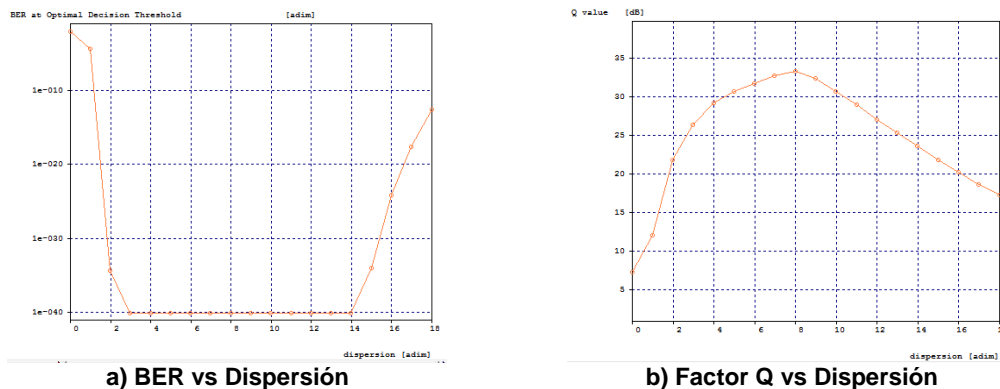 BER at Optimal Decision Threshold [adim]
1e-010
1e-020
1e-030
1e-040
0 2 4 6 8 10 12 14 16 18
dispersion [adim]
a) BER vs Dispersión
Q value [dB]
35
30
25
20
15
10
5
0 2 4 6 8 10 12 14 16
dispersion [adim]
b) Factor Q vs Dispersión